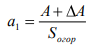 a₁ = (A + ΔA) / S_огор